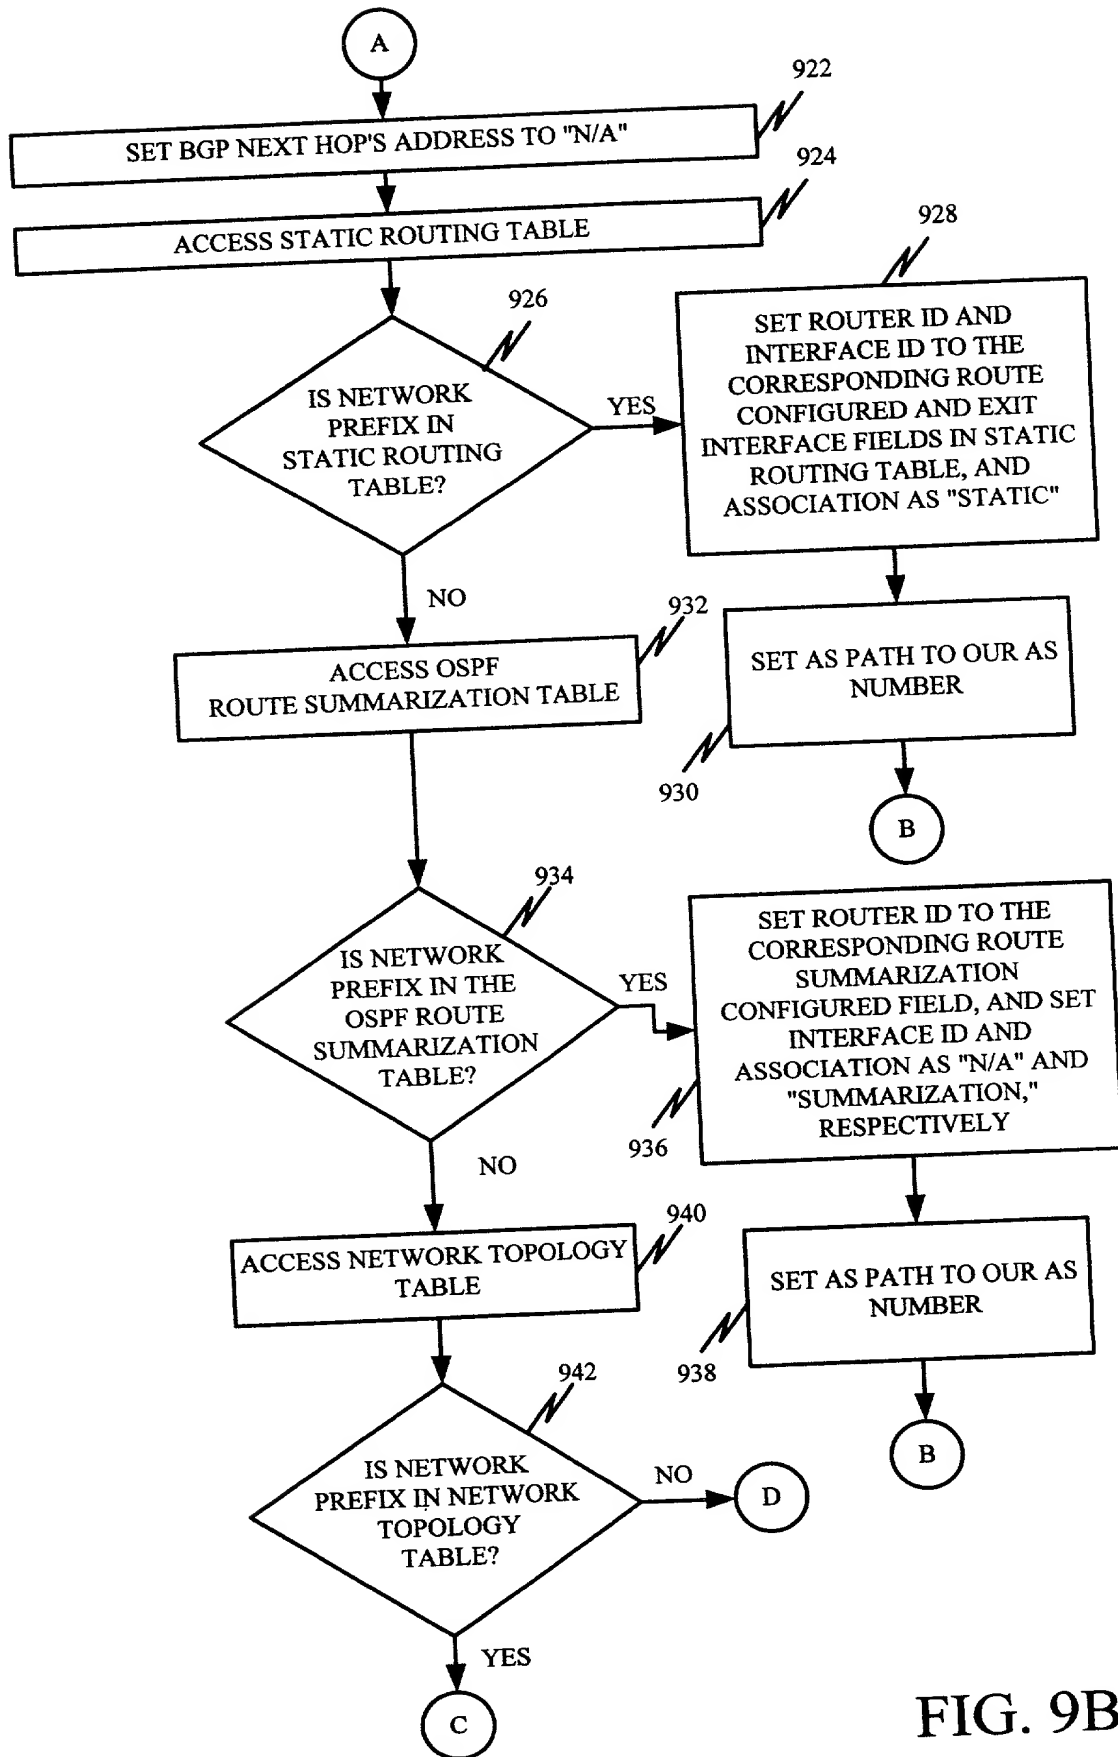 A
922
SET BGP NEXT HOP'S ADDRESS TO "N/A"
924
ACCESS STATIC ROUTING TABLE
926
IS NETWORK
PREFIX IN
STATIC ROUTING
TABLE?
YES
928
SET ROUTER ID AND
INTERFACE ID TO THE
CORRESPONDING ROUTE
CONFIGURED AND EXIT
INTERFACE FIELDS IN STATIC
ROUTING TABLE, AND
ASSOCIATION AS "STATIC"
NO
932
ACCESS OSPF
ROUTE SUMMARIZATION TABLE
SET AS PATH TO OUR AS
NUMBER
930
B
934
IS NETWORK
PREFIX IN THE
OSPF ROUTE
SUMMARIZATION
TABLE?
YES
SET ROUTER ID TO THE
CORRESPONDING ROUTE
SUMMARIZATION
CONFIGURED FIELD, AND SET
INTERFACE ID AND
ASSOCIATION AS "N/A" AND
"SUMMARIZATION,"
RESPECTIVELY
936
NO
940
ACCESS NETWORK TOPOLOGY
TABLE
SET AS PATH TO OUR AS
NUMBER
938
B
942
IS NETWORK
PREFIX IN NETWORK
TOPOLOGY
TABLE?
NO
D
YES
C
FIG. 9B